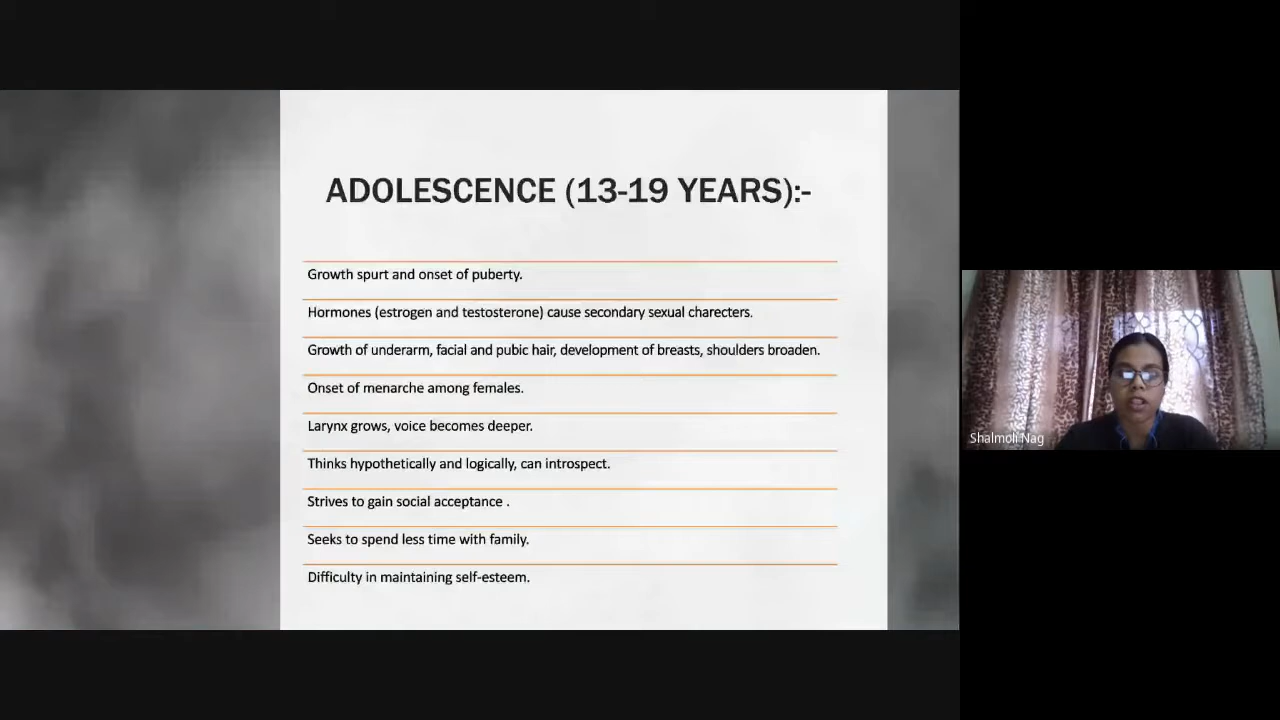 ADOLESCENCE (13-19 YEARS):-
Growth spurt and onset of puberty.
Hormones (estrogen and testosterone) cause secondary sexual charecters.
Growth of underarm, facial and pubic hair, development of breasts, shoulders broaden.
Onset of menarche among females.
Larynx grows, voice becomes deeper.
Thinks hypothetically and logically, can introspect.
Strives to gain social acceptance .
Seeks to spend less time with family.
Difficulty in maintaining self-esteem.
Shalmoli Nag